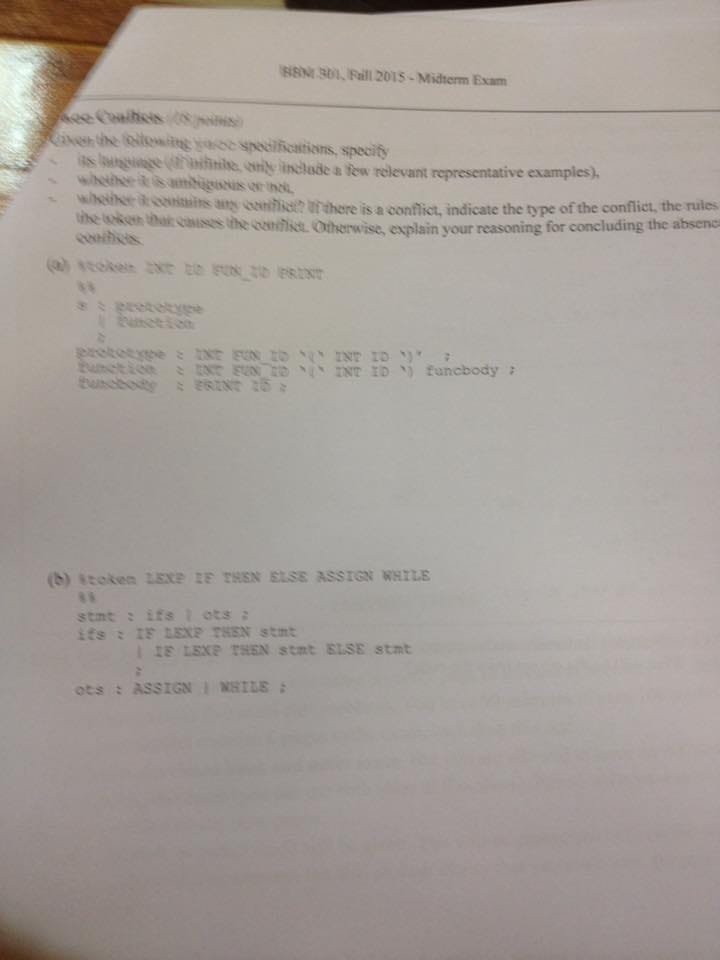 BBM 301, Fall 2015 - Midterm Exam
Conflicts (18 points)
Given the following yacc specifications, specify
- its language (if infinite, only include a few relevant representative examples),
- whether it is ambiguous or not,
- whether it contains any conflict? If there is a conflict, indicate the type of the conflict, the rules
the token that causes the conflict. Otherwise, explain your reasoning for concluding the absenc
conflicts.
(a) %token INT ID FUN_ID PRINT
%%
s : prototype
| function
;
prototype : INT FUN_ID '(' INT ID ')' ;
function : INT FUN_ID '(' INT ID ') funcbody ;
funcbody : PRINT ID ;
(b) %token LEXP IF THEN ELSE ASSIGN WHILE
%%
stmt : ifs | ots ;
ifs : IF LEXP THEN stmt
| IF LEXP THEN stmt ELSE stmt
;
ots : ASSIGN | WHILE ;